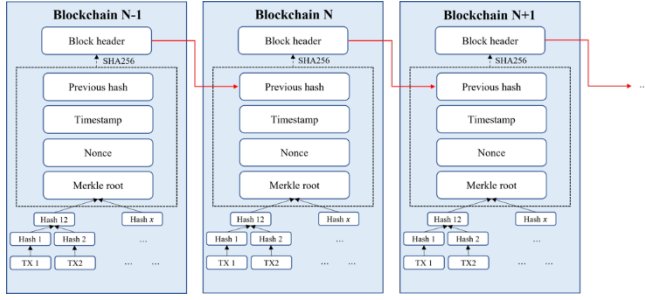 Blockchain N-1
Block header
SHA256
Previous hash
Timestamp
Nonce
Merkle root
Hash 12
Hash x
Hash 1
Hash 2
...
TX 1
TX2
... ...
Blockchain N
Block header
SHA256
Previous hash
Timestamp
Nonce
Merkle root
Hash 12
Hash x
Hash 1
Hash 2
...
TX 1
TX2
... ...
Blockchain N+1
Block header
SHA256
Previous hash
Timestamp
Nonce
Merkle root
Hash 12
Hash x
Hash 1
Hash 2
...
TX 1
TX2
... ...
...